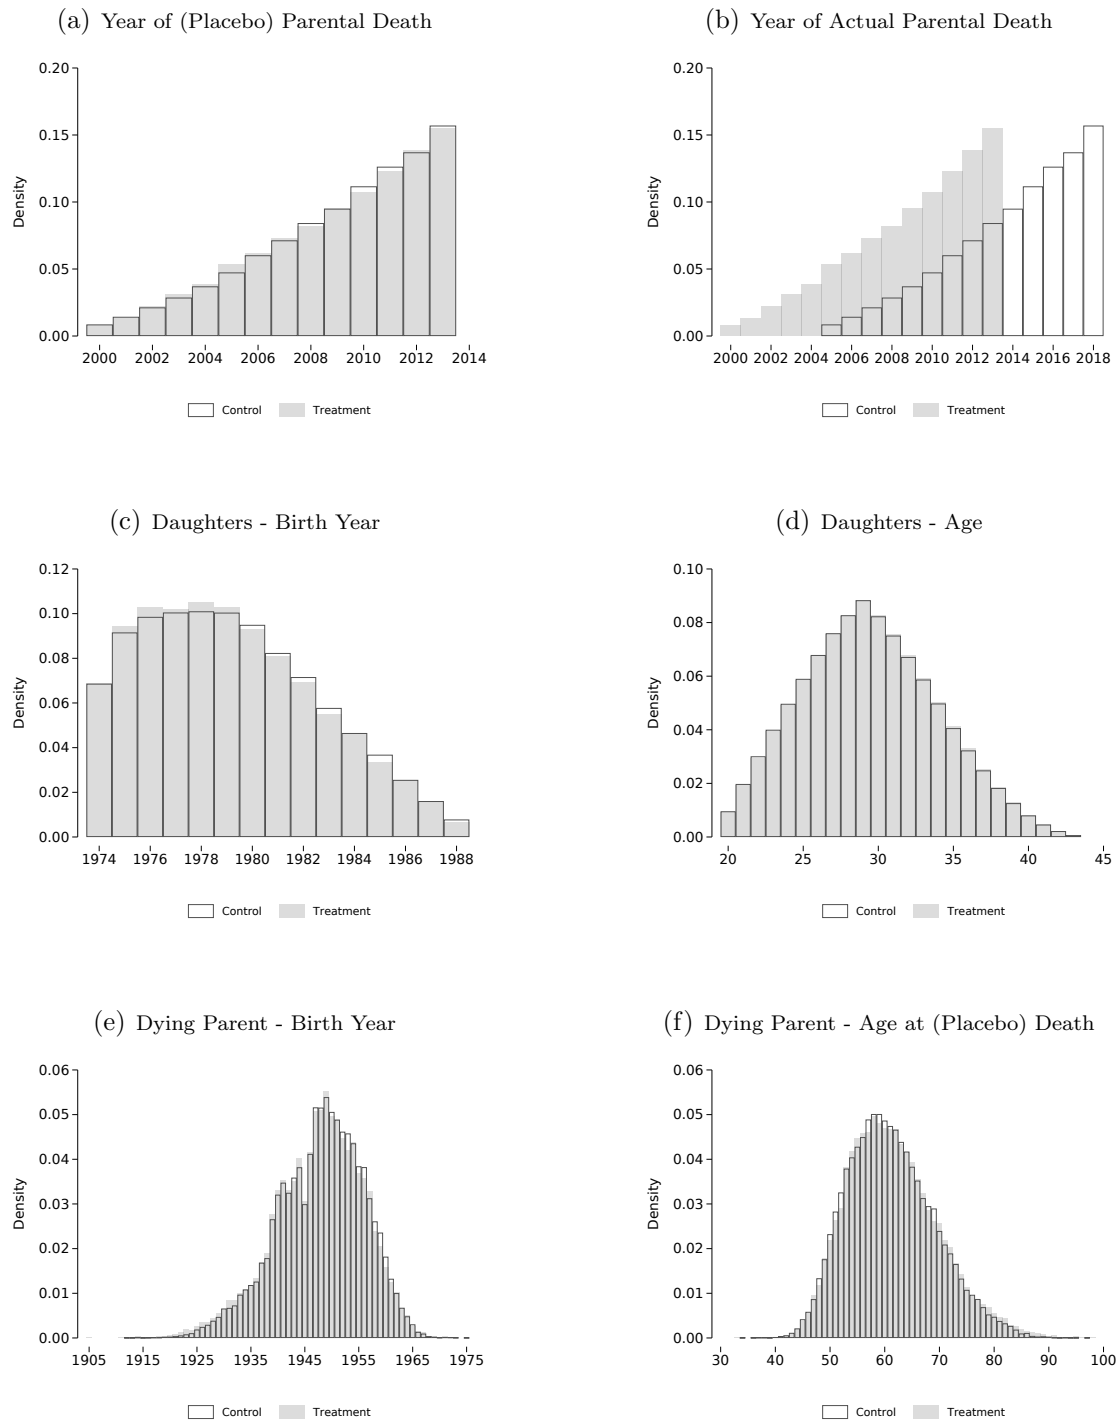 (a) Year of (Placebo) Parental Death
(b) Year of Actual Parental Death
0.20
0.15
0.10
0.05
0.00
Density
2000 2002 2004 2006 2008 2010 2012 2014
Control Treatment
0.20
0.15
0.10
0.05
0.00
Density
2000 2002 2004 2006 2008 2010 2012 2014 2016 2018
Control Treatment
(c) Daughters - Birth Year
(d) Daughters - Age
0.12
0.10
0.08
0.06
0.04
0.02
0.00
Density
1974 1976 1978 1980 1982 1984 1986 1988
Control Treatment
0.10
0.08
0.06
0.04
0.02
0.00
Density
20 25 30 35 40 45
Control Treatment
(e) Dying Parent - Birth Year
(f) Dying Parent - Age at (Placebo) Death
0.06
0.05
0.04
0.03
0.02
0.01
0.00
Density
1905 1915 1925 1935 1945 1955 1965 1975
Control Treatment
0.06
0.05
0.04
0.03
0.02
0.01
0.00
Density
30 40 50 60 70 80 90 100
Control Treatment